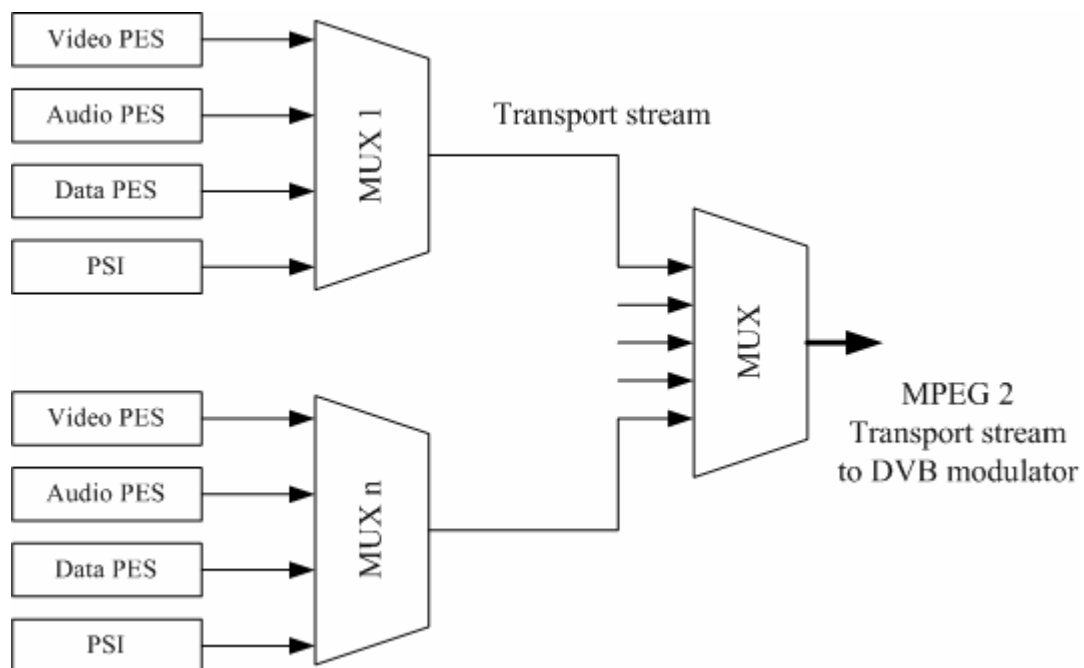 Video PES
Audio PES
Data PES
PSI
MUX 1
Transport stream
Video PES
Audio PES
Data PES
PSI
MUX n
MUX
MPEG 2
Transport stream
to DVB modulator